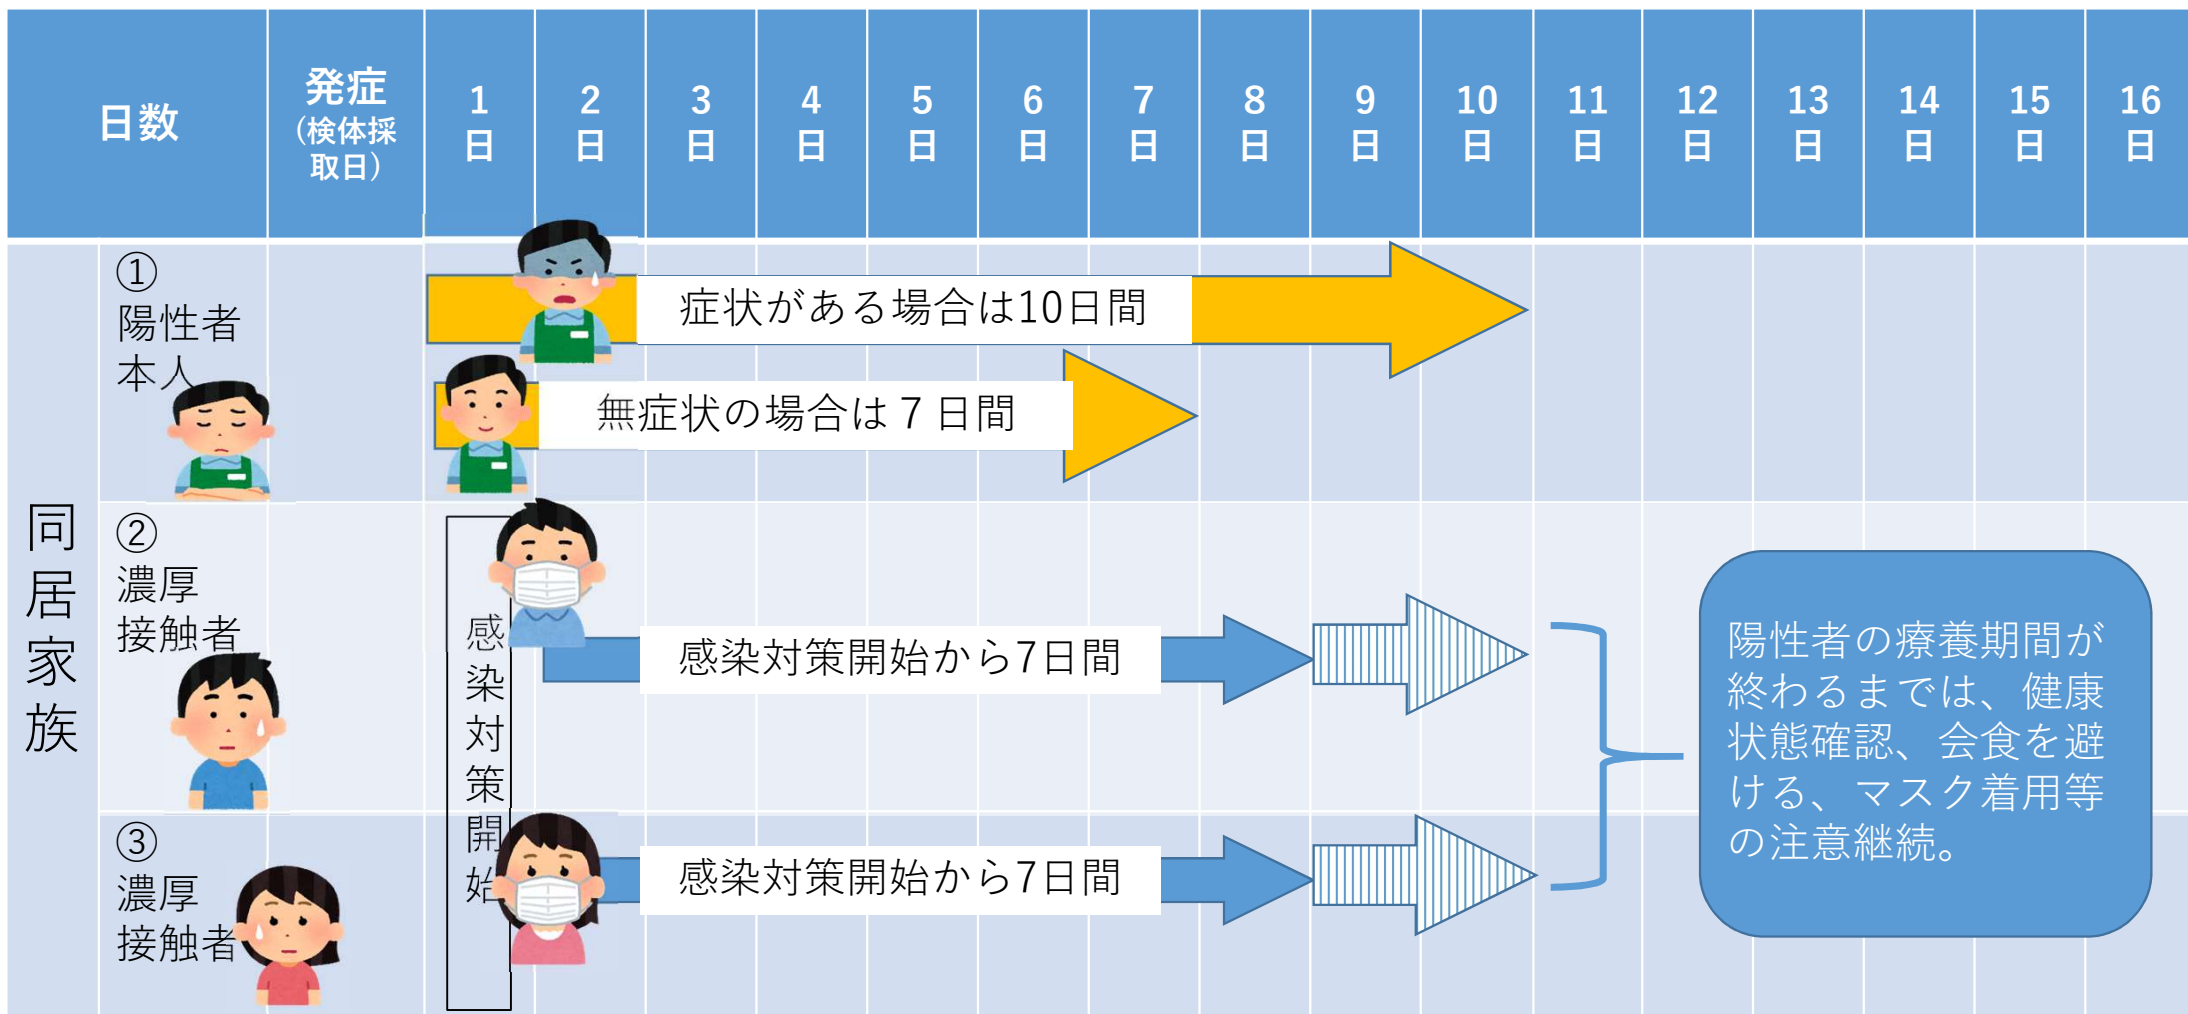 日数
発症
(検体採
取日)
1
日
2
日
3
日
4
日
5
日
6
日
7
日
8
日
9
日
10
日
11
日
12
日
13
日
14
日
15
日
16
日
同居家族
①
陽性者
本人
症状がある場合は10日間
無症状の場合は７日間
感染対策開始
②
濃厚
接触者
感染対策開始から7日間
③
濃厚
接触者
感染対策開始から7日間
陽性者の療養期間が
終わるまでは、健康
状態確認、会食を避
ける、マスク着用等
の注意継続。